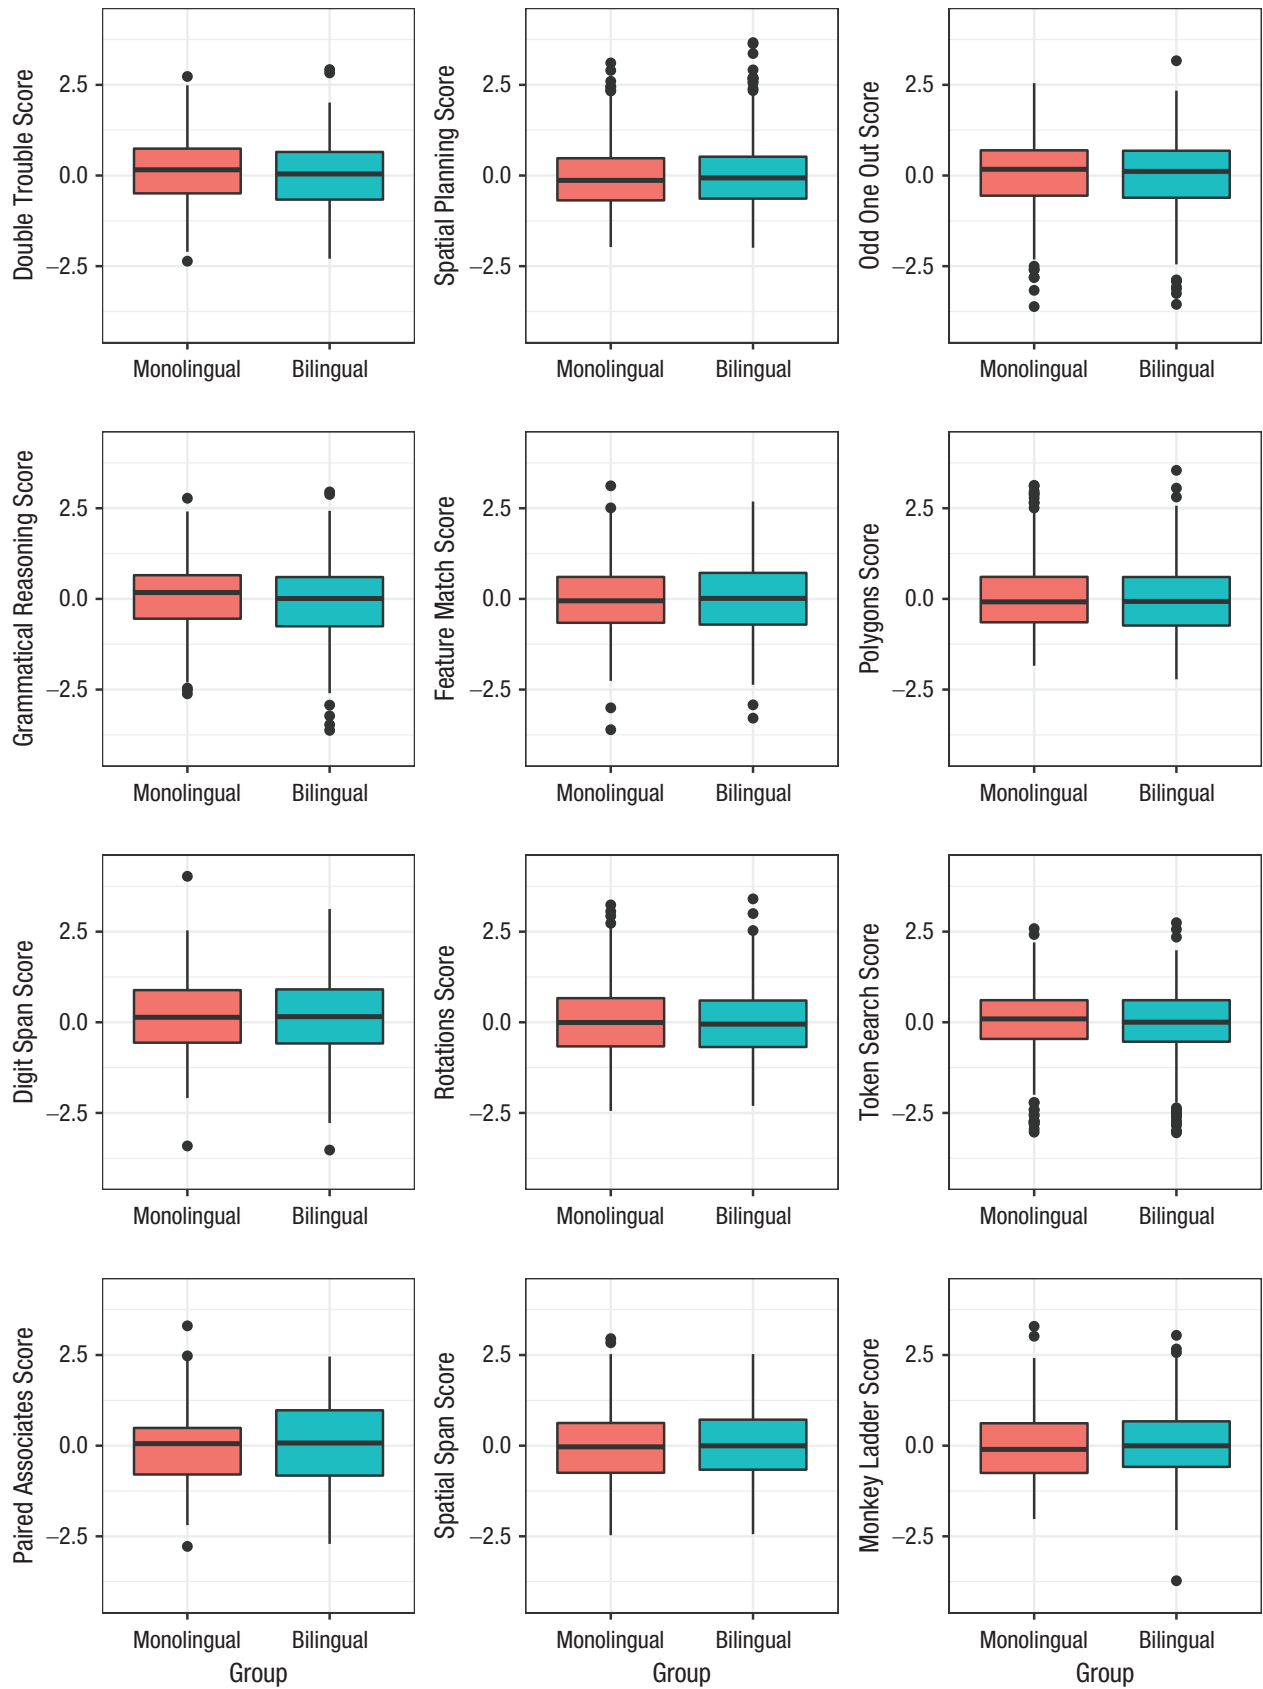 Double Trouble Score
2.5
0.0
−2.5
Monolingual Bilingual
Spatial Planning Score
2.5
0.0
−2.5
Monolingual Bilingual
Odd One Out Score
2.5
0.0
−2.5
Monolingual Bilingual
Grammatical Reasoning Score
2.5
0.0
−2.5
Monolingual Bilingual
Feature Match Score
2.5
0.0
−2.5
Monolingual Bilingual
Polygons Score
2.5
0.0
−2.5
Monolingual Bilingual
Digit Span Score
2.5
0.0
−2.5
Monolingual Bilingual
Rotations Score
2.5
0.0
−2.5
Monolingual Bilingual
Token Search Score
2.5
0.0
−2.5
Monolingual Bilingual
Paired Associates Score
2.5
0.0
−2.5
Monolingual Bilingual
Group
Spatial Span Score
2.5
0.0
−2.5
Monolingual Bilingual
Group
Monkey Ladder Score
2.5
0.0
−2.5
Monolingual Bilingual
Group